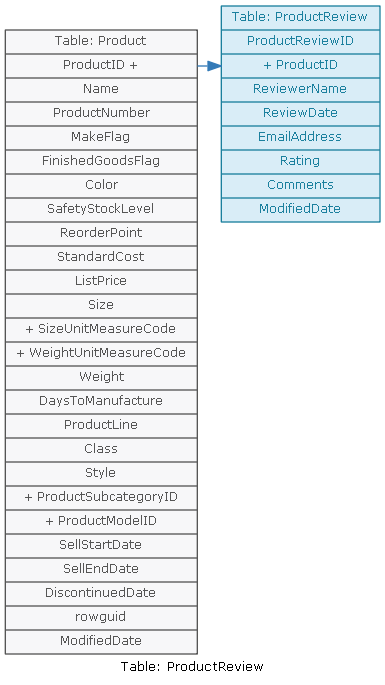 Table: Product
ProductID +
Name
ProductNumber
MakeFlag
FinishedGoodsFlag
Color
SafetyStockLevel
ReorderPoint
StandardCost
ListPrice
Size
+ SizeUnitMeasureCode
+ WeightUnitMeasureCode
Weight
DaysToManufacture
ProductLine
Class
Style
+ ProductSubcategoryID
+ ProductModelID
SellStartDate
SellEndDate
DiscontinuedDate
rowguid
ModifiedDate
Table: ProductReview
ProductReviewID
+ ProductID
ReviewerName
ReviewDate
EmailAddress
Rating
Comments
ModifiedDate
Table: ProductReview